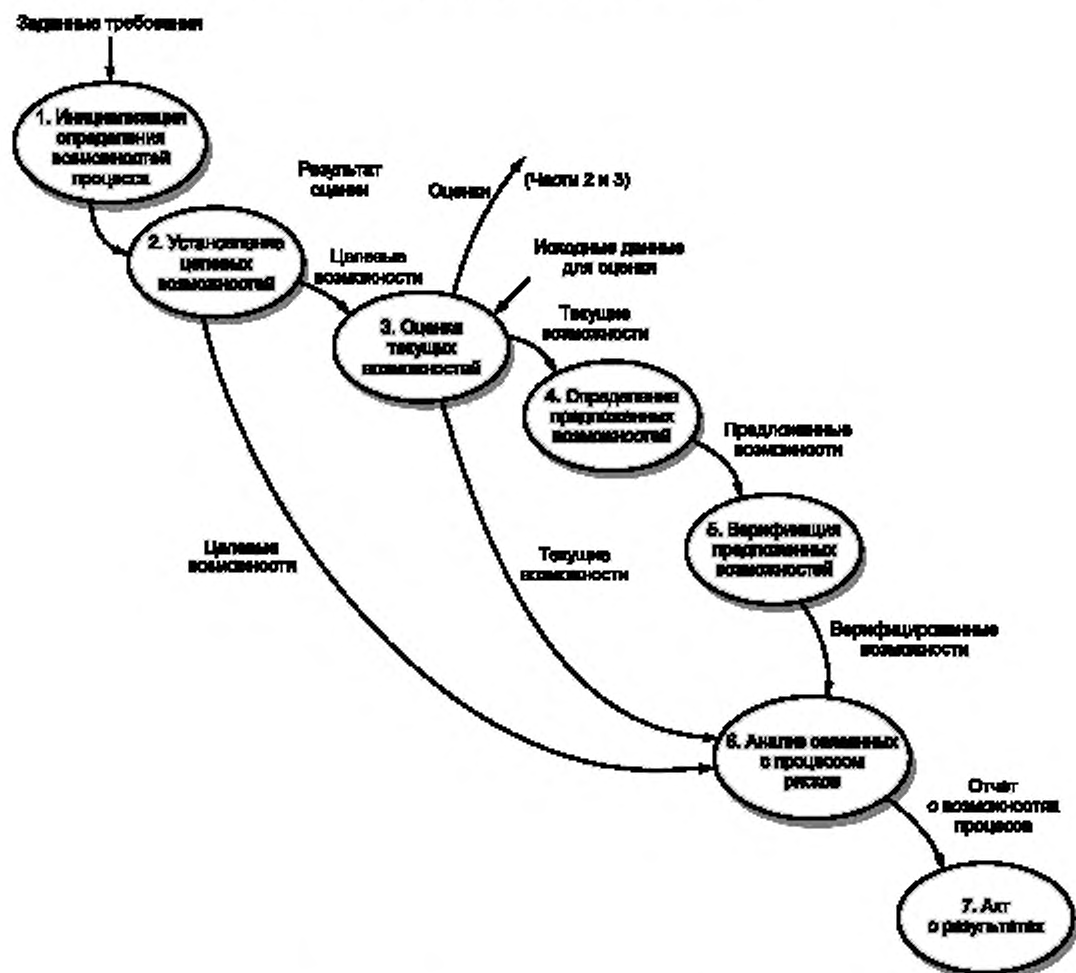 Заданные требования
1. Инициализация
определения
возможностей
процесса
Результат
оценки
Оценки
(Части 2 и 3)
2. Установление
целевых
возможностей
Целевые
возможности
Исходные данные
для оценки
3. Оценка
текущих
возможностей
Текущие
возможности
4. Определение
предложенных
возможностей
Предложенные
возможности
5. Верификация
предложенных
возможностей
Целевые
возможности
Текущие
возможности
Верифицированные
возможности
6. Анализ связанных
с процессом
рисков
Отчет
о возможностях
процесса
7. Акт
о результатах